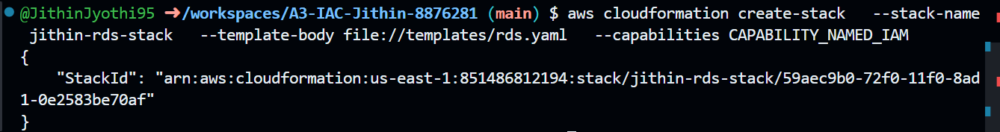 @JithinJyothi95 ➜/workspaces/A3-IAC-Jithin-8876281 (main) $ aws cloudformation create-stack   --stack-name
 jithin-rds-stack   --template-body file://templates/rds.yaml   --capabilities CAPABILITY_NAMED_IAM
{
    "StackId": "arn:aws:cloudformation:us-east-1:851486812194:stack/jithin-rds-stack/59aec9b0-72f0-11f0-8ad
1-0e2583be70af"
}